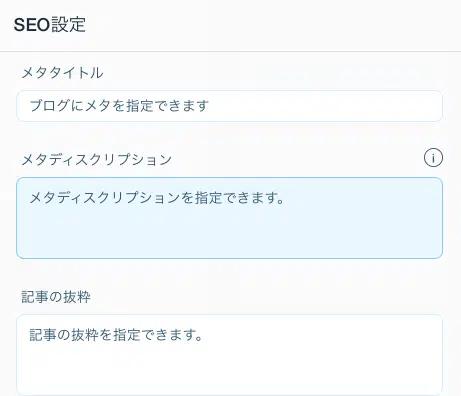 SEO設定
メタタイトル
ブログにメタを指定できます
メタディスクリプション
メタディスクリプションを指定できます。
記事の抜粋
記事の抜粋を指定できます。